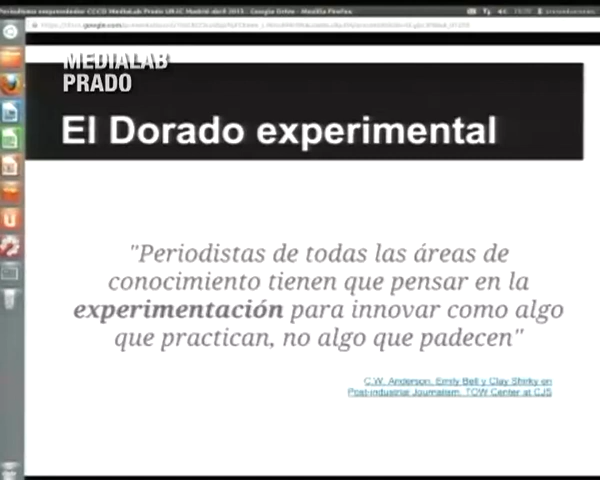 MEDIALAB
PRADO
El Dorado experimental
"Periodistas de todas las áreas de
conocimiento tienen que pensar en la
experimentación para innovar como algo
que practican, no algo que padecen"
C.W. Anderson, Emily Bell y Clay Shirky en
Post-industrial Journalism. TOW Center at CJS